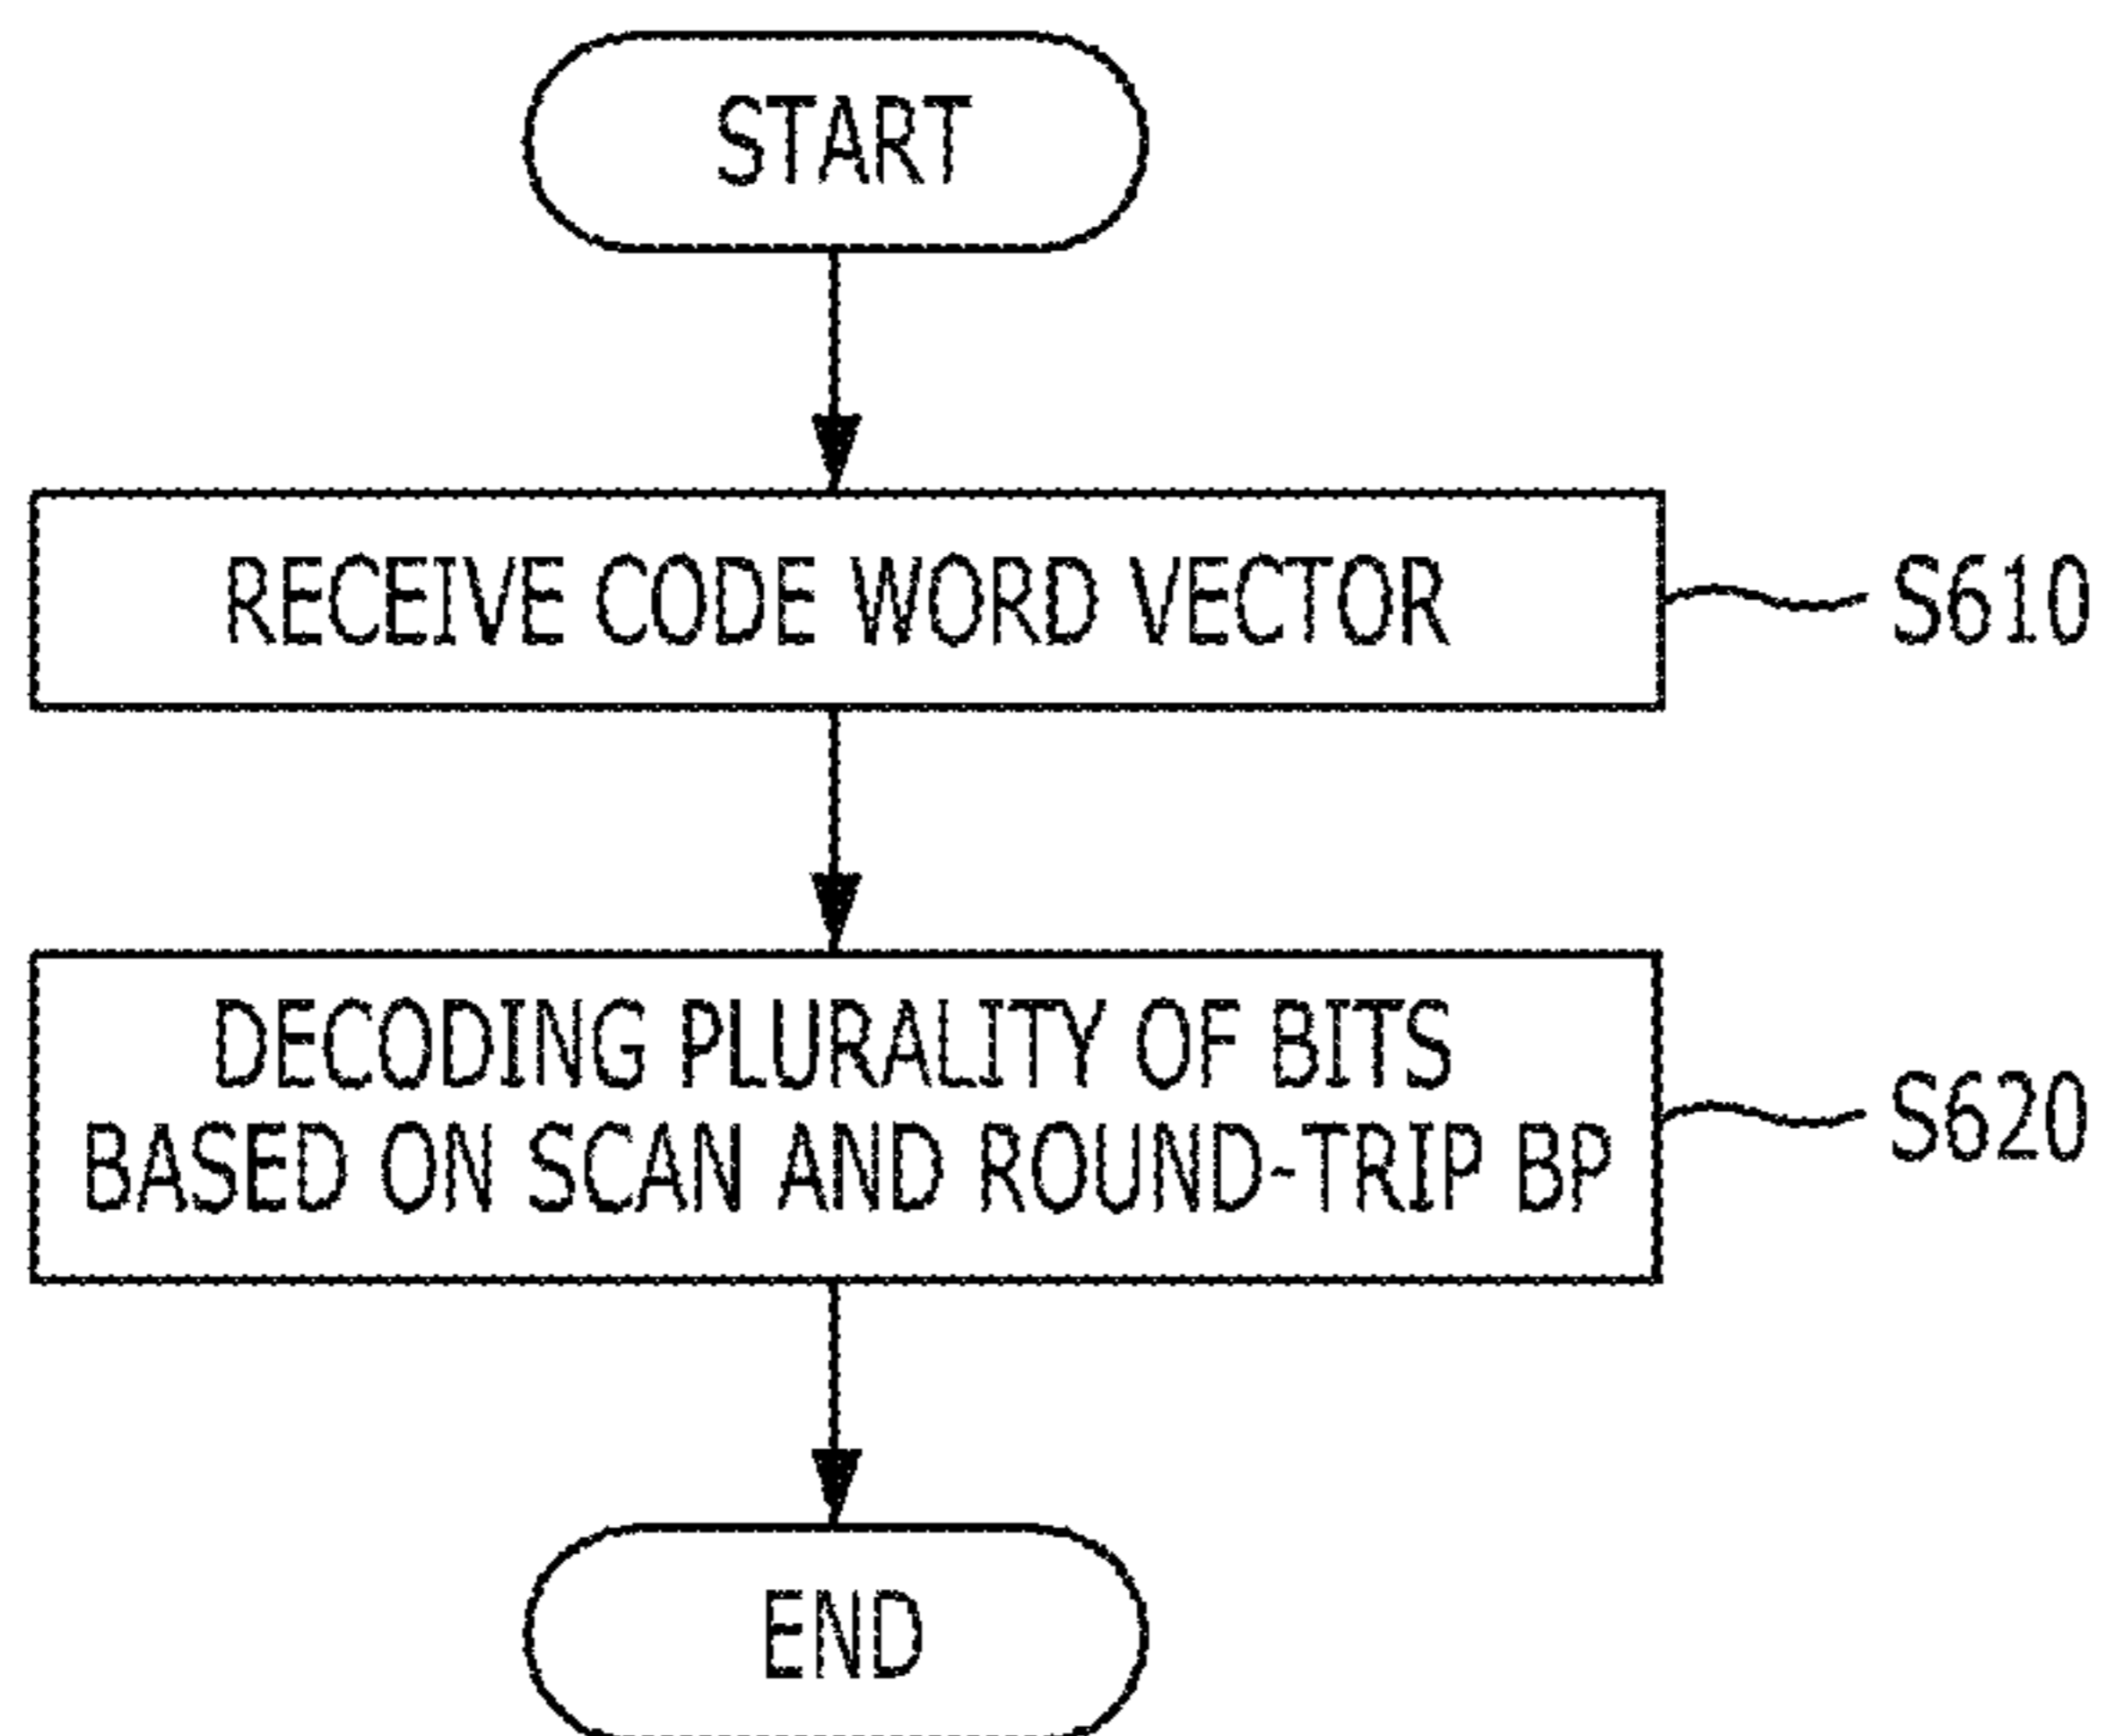 START
RECEIVE CODE WORD VECTOR
S610
DECODING PLURALITY OF BITS
BASED ON SCAN AND ROUND-TRIP BP
S620
END